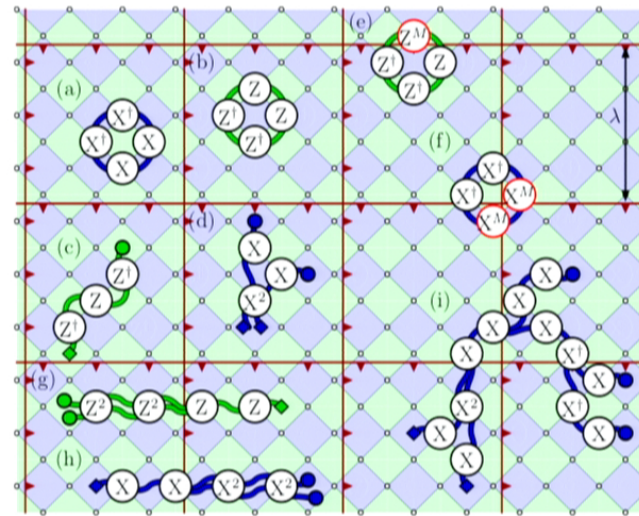 (e)
Z^M
Z† Z
Z†
(a)
X†
X† X
X
(b)
Z
Z† Z
Z†
λ
(f)
X†
X† X^M
X^M
(c)
Z†
Z
Z†
(d)
X
X
X²
(i)
X
X
X X
X X†
X
X² X†
X X
X
(g)
Z² Z² Z Z
(h)
X X X² X²